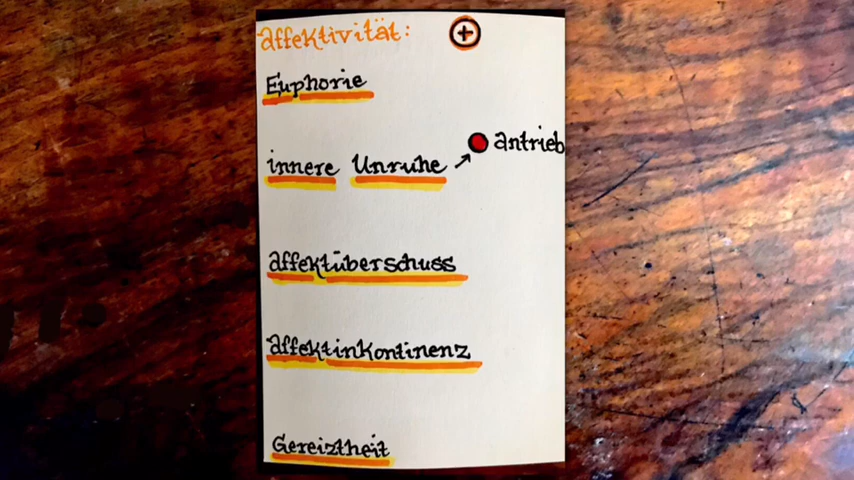 affektivität: +
Euphorie
innere Unruhe → antrieb
affektüberschuss
affektinkontinenz
Gereiztheit